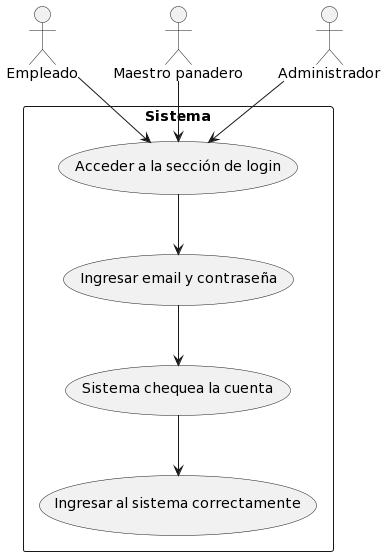 Empleado
Maestro panadero
Administrador
Sistema
Acceder a la sección de login
Ingresar email y contraseña
Sistema chequea la cuenta
Ingresar al sistema correctamente